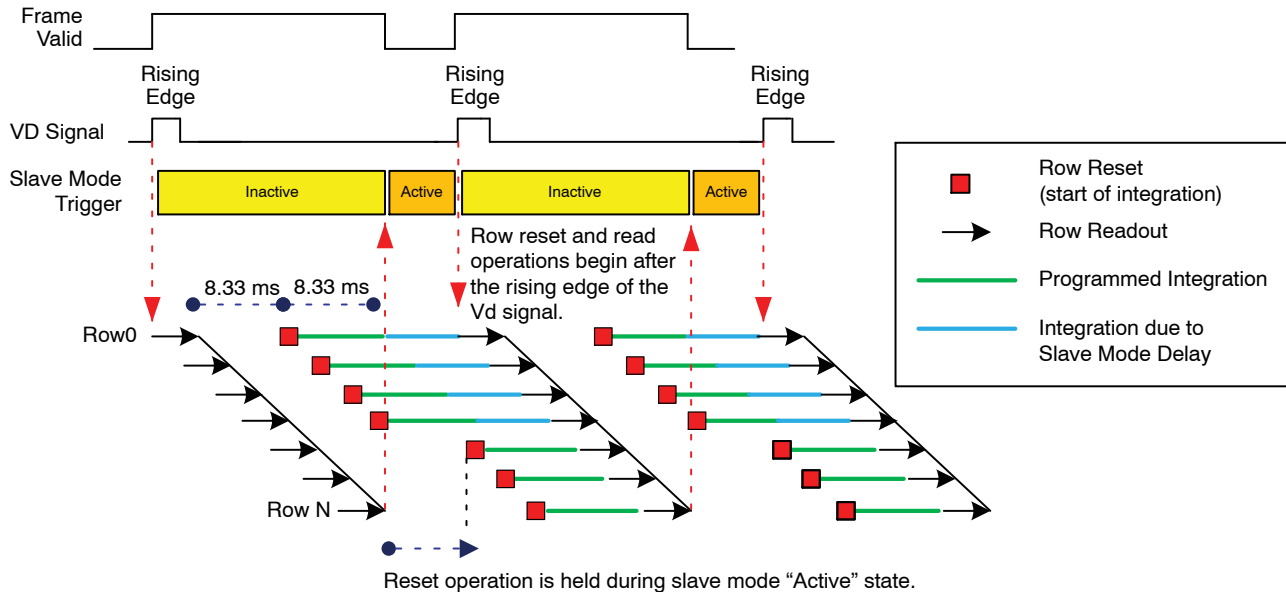 Frame
Valid
Rising
Edge
Rising
Edge
Rising
Edge
VD Signal
Slave Mode
Trigger
Inactive
Active
Inactive
Active
Row reset and read
operations begin after
the rising edge of the
Vd signal.
8.33 ms
8.33 ms
Row0
Row N
Reset operation is held during slave mode “Active” state.
Row Reset
(start of integration)
Row Readout
Programmed Integration
Integration due to
Slave Mode Delay